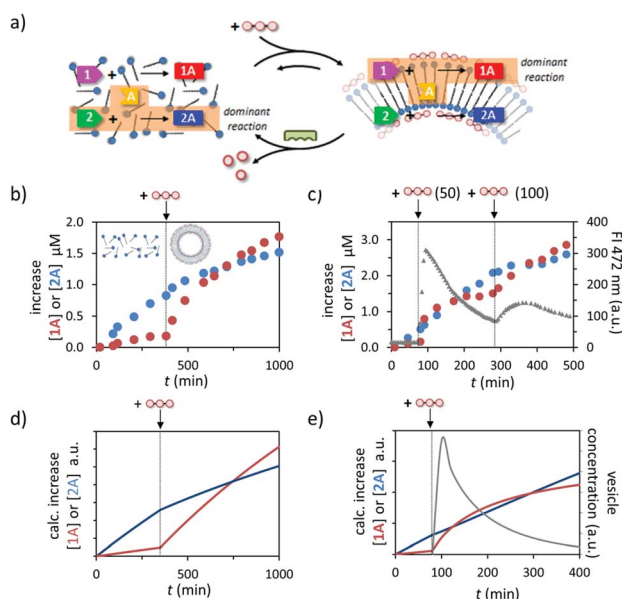 a)
+
1 + 1A
A
2 + 2A
dominant
reaction
dominant
reaction
1 + 1A
A
2 + 2A
b)
+
increase
[1A] or [2A] µM
2.0
1.5
1.0
0.5
0.0
0 250 500 750 1000
t (min)
c)
+ (50) + (100)
increase
[1A] or [2A] µM
3.0
2.0
1.0
0.0
0 100 200 300 400 500
t (min)
400
300
200
100
0
FI 472 nm (a.u.)
d)
+
calc. increase
[1A] or [2A] a.u.
0 500 1000
t (min)
e)
+
calc. increase
[1A] or [2A] a.u.
0 100 200 300 400
t (min)
vesicle
concentration (a.u.)